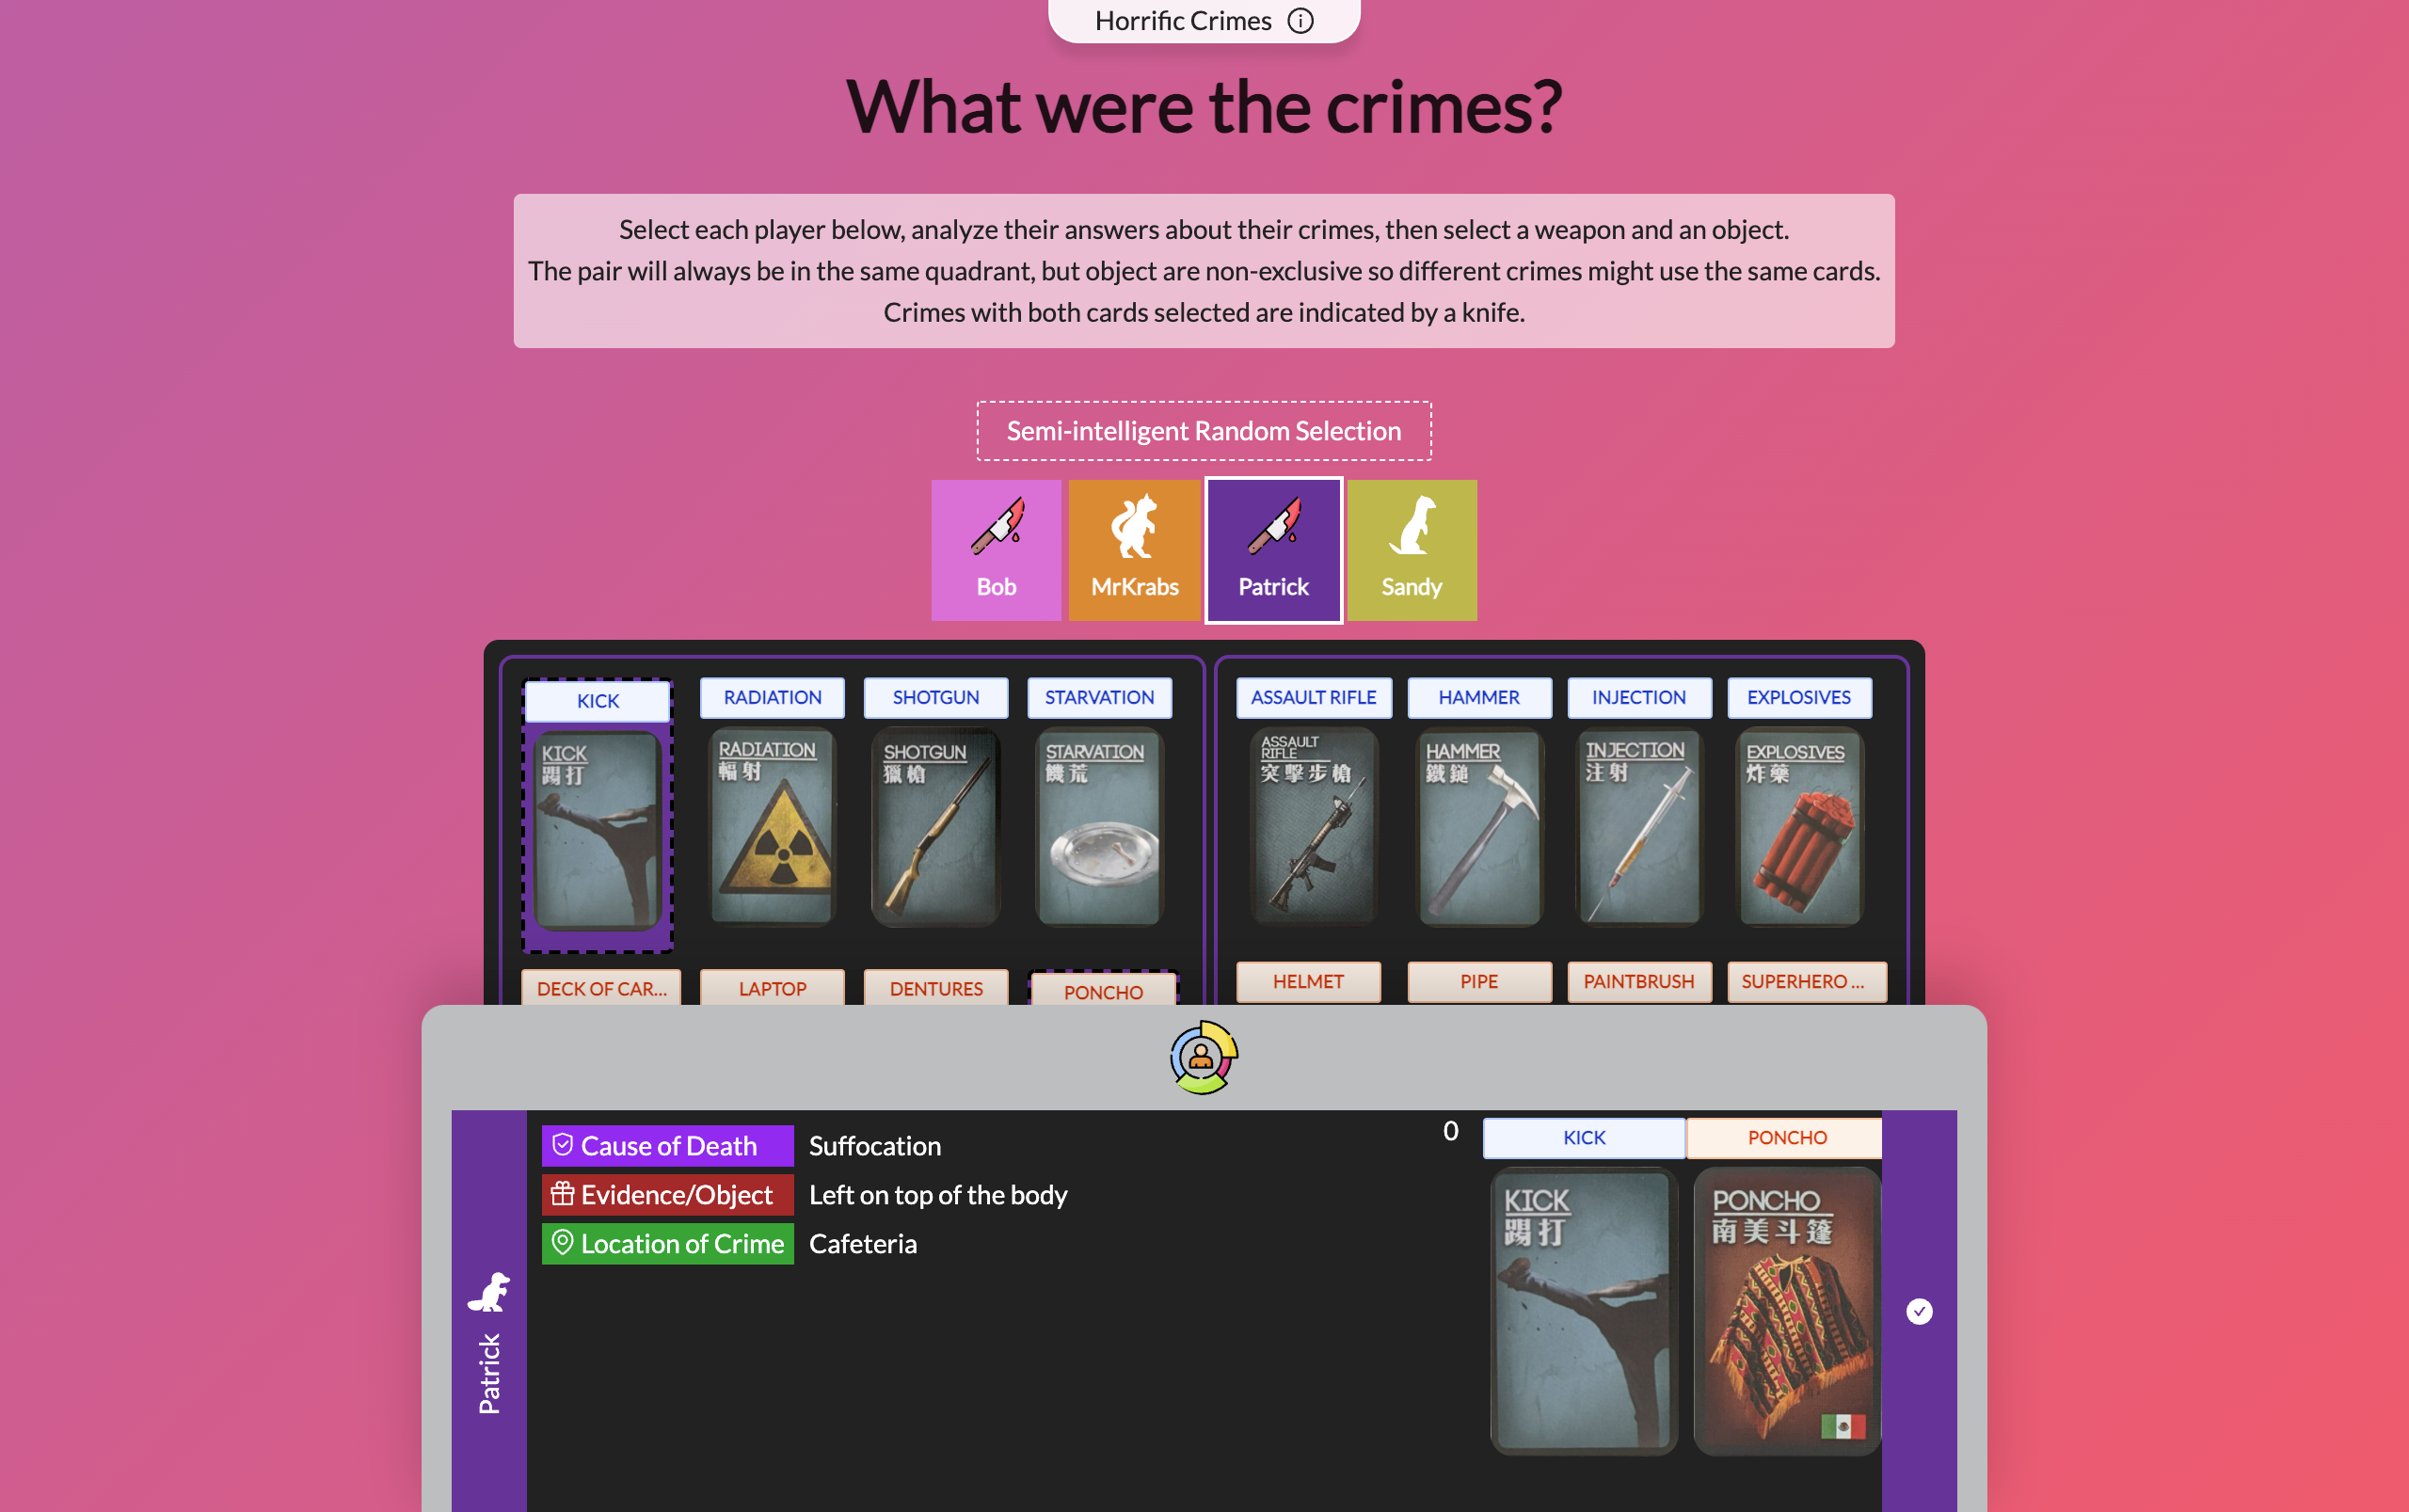 Horrific Crimes
What were the crimes?
Select each player below, analyze their answers about their crimes, then select a weapon and an object.
The pair will always be in the same quadrant, but object are non-exclusive so different crimes might use the same cards.
Crimes with both cards selected are indicated by a knife.
Semi-intelligent Random Selection
Bob
MrKrabs
Patrick
Sandy
KICK
RADIATION
SHOTGUN
STARVATION
ASSAULT RIFLE
HAMMER
INJECTION
EXPLOSIVES
KICK
踢打
RADIATION
輻射
SHOTGUN
獵槍
STARVATION
饑荒
ASSAULT
RIFLE
突擊步槍
HAMMER
鐵鎚
INJECTION
注射
EXPLOSIVES
炸藥
DECK OF CAR...
LAPTOP
DENTURES
PONCHO
HELMET
PIPE
PAINTBRUSH
SUPERHERO ...
Patrick
Cause of Death Suffocation
Evidence/Object Left on top of the body
Location of Crime Cafeteria
0
KICK
PONCHO
KICK
踢打
PONCHO
南美斗篷